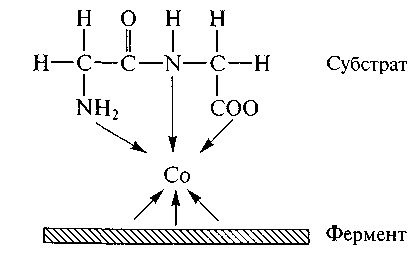 H O H H
H–C–C–N–C–H Субстрат
NH₂ COO
Co
Фермент